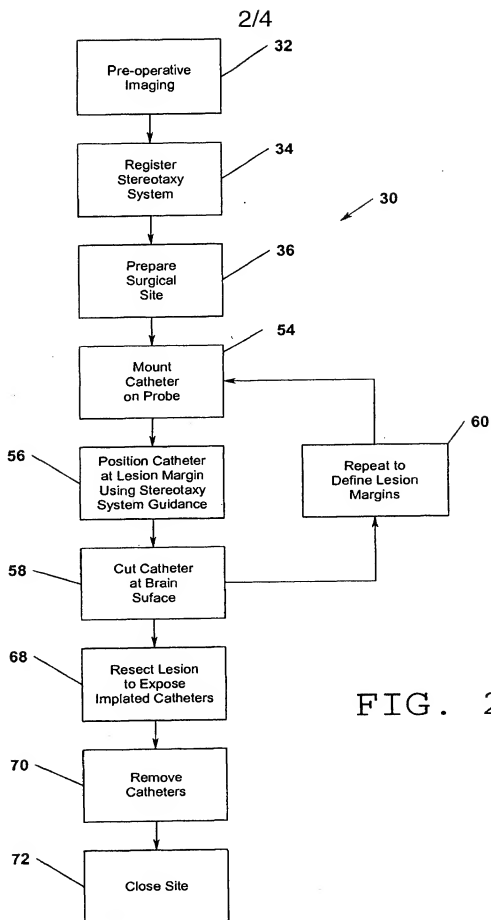 2/4
32
Pre-operative
Imaging
34
Register
Stereotaxy
System
30
36
Prepare
Surgical
Site
54
Mount
Catheter
on Probe
60
56
Position Catheter
at Lesion Margin
Using Stereotaxy
System Guidance
Repeat to
Define Lesion
Margins
58
Cut Catheter
at Brain
Suface
68
Resect Lesion
to Expose
Implated Catheters
FIG. 2
70
Remove
Catheters
72
Close Site